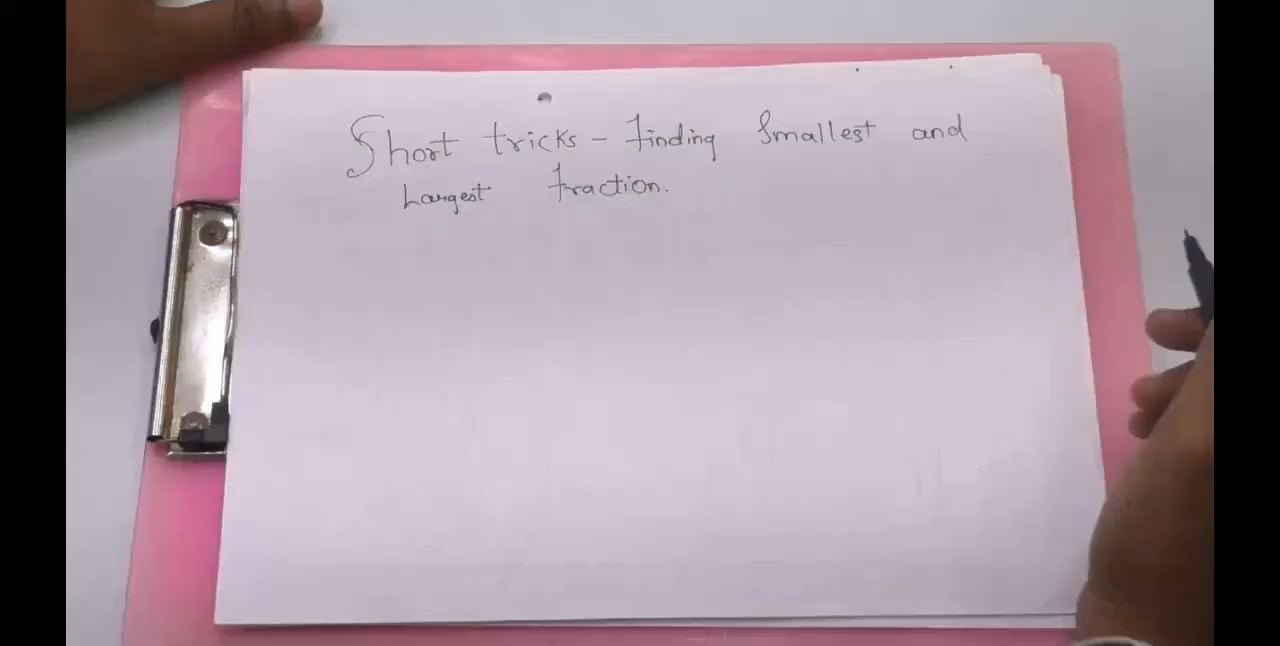 Short tricks - Finding Smallest and
Largest fraction.